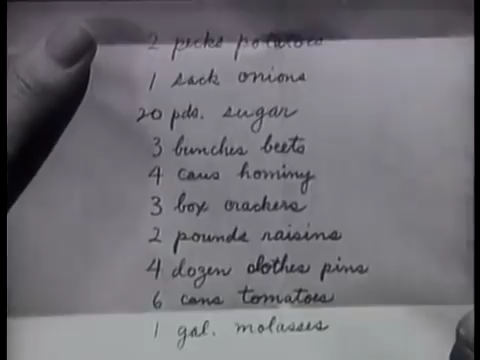 2 pecks potatoes
1 sack onions
20 pds. sugar
3 bunches beets
4 cans hominy
3 box crackers
2 pounds raisins
4 dozen clothes pins
6 cans tomatoes
1 gal. molasses